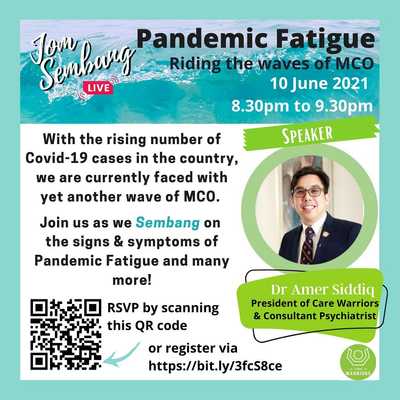 Jom
Sembang
LIVE
Pandemic Fatigue
Riding the waves of MCO
10 June 2021
8.30pm to 9.30pm
With the rising number of
Covid-19 cases in the country,
we are currently faced with
yet another wave of MCO.
Join us as we Sembang on
the signs & symptoms of
Pandemic Fatigue and many
more!
SPEAKER
Dr Amer Siddiq
President of Care Warriors
& Consultant Psychiatrist
RSVP by scanning
this QR code
or register via
https://bit.ly/3fcS8ce
WARRIORS